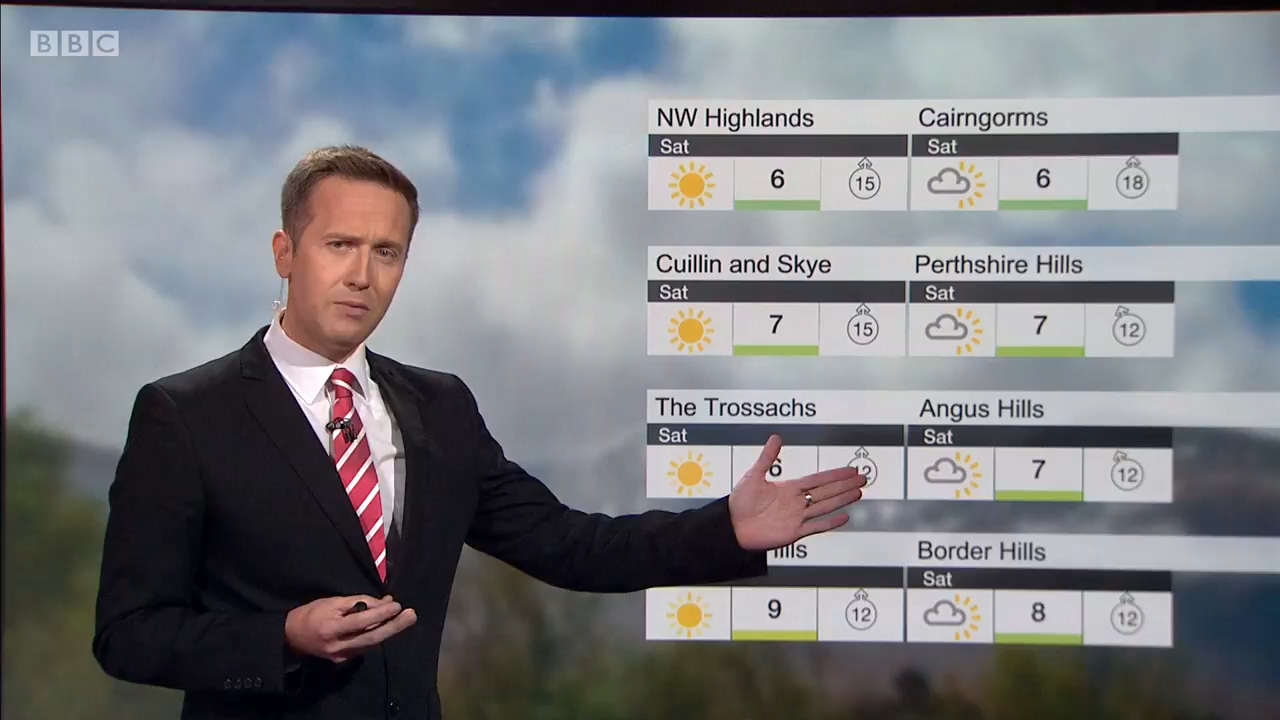 BBC
NW Highlands
Sat
6 15
Cairngorms
Sat
6 18
Cuillin and Skye
Sat
7 15
Perthshire Hills
Sat
7 12
The Trossachs
Sat
6 12
Angus Hills
Sat
7 12
9 12
Border Hills
Sat
8 12